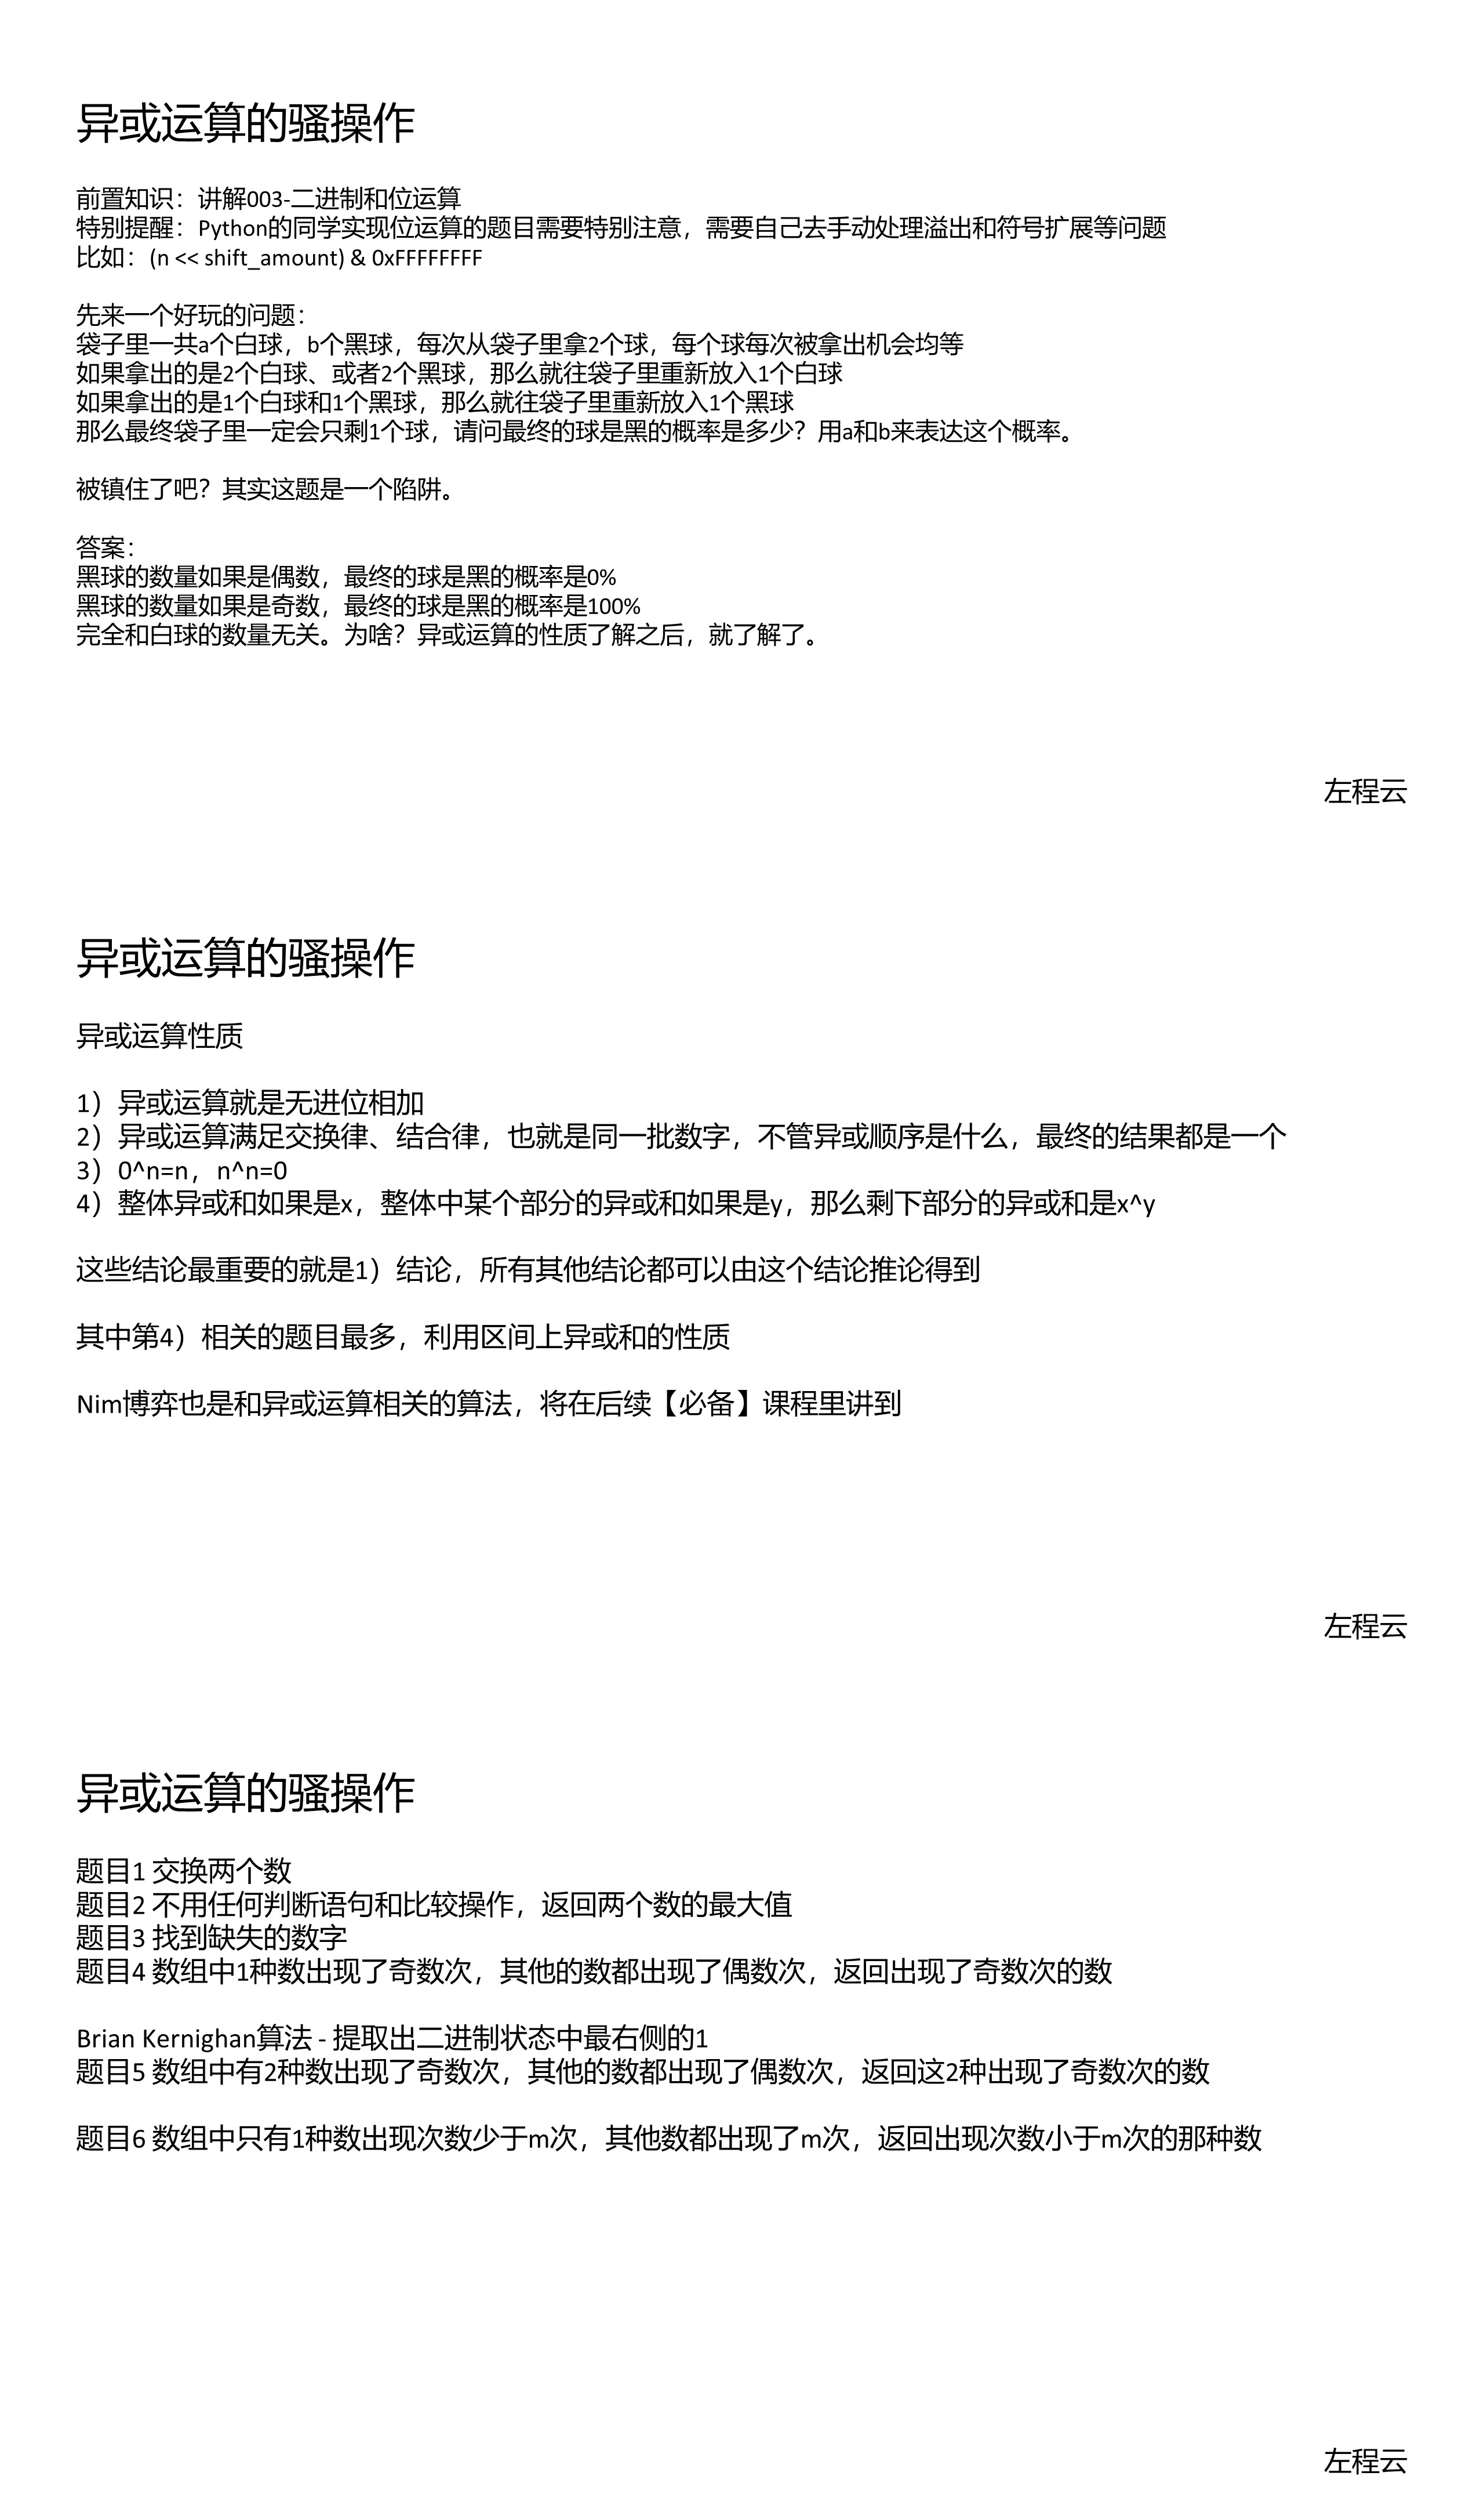 异或运算的骚操作
前置知识：讲解003-二进制和位运算
特别提醒：Python的同学实现位运算的题目需要特别注意，需要自己去手动处理溢出和符号扩展等问题
比如：(n << shift_amount) & 0xFFFFFFFF
先来一个好玩的问题：
袋子里一共a个白球，b个黑球，每次从袋子里拿2个球，每个球每次被拿出机会均等
如果拿出的是2个白球、或者2个黑球，那么就往袋子里重新放入1个白球
如果拿出的是1个白球和1个黑球，那么就往袋子里重新放入1个黑球
那么最终袋子里一定会只剩1个球，请问最终的球是黑的概率是多少？用a和b来表达这个概率。
被镇住了吧？其实这题是一个陷阱。
答案：
黑球的数量如果是偶数，最终的球是黑的概率是0%
黑球的数量如果是奇数，最终的球是黑的概率是100%
完全和白球的数量无关。为啥？异或运算的性质了解之后，就了解了。
左程云
异或运算的骚操作
异或运算性质
1）异或运算就是无进位相加
2）异或运算满足交换律、结合律，也就是同一批数字，不管异或顺序是什么，最终的结果都是一个
3）0^n=n，n^n=0
4）整体异或和如果是x，整体中某个部分的异或和如果是y，那么剩下部分的异或和是x^y
这些结论最重要的就是1）结论，所有其他结论都可以由这个结论推论得到
其中第4）相关的题目最多，利用区间上异或和的性质
Nim博弈也是和异或运算相关的算法，将在后续【必备】课程里讲到
左程云
异或运算的骚操作
题目1 交换两个数
题目2 不用任何判断语句和比较操作，返回两个数的最大值
题目3 找到缺失的数字
题目4 数组中1种数出现了奇数次，其他的数都出现了偶数次，返回出现了奇数次的数
Brian Kernighan算法 - 提取出二进制状态中最右侧的1
题目5 数组中有2种数出现了奇数次，其他的数都出现了偶数次，返回这2种出现了奇数次的数
题目6 数组中只有1种数出现次数少于m次，其他数都出现了m次，返回出现次数小于m次的那种数
左程云